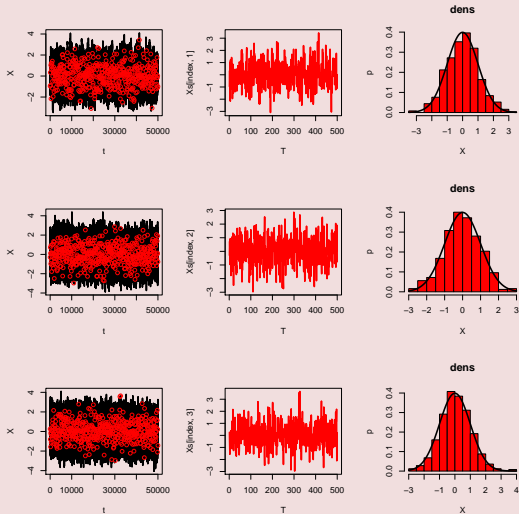 dens
X
−2 0 2 4
0 10000 30000 50000
t
Xs[index, 1]
−3 −1 1 2 3
0 100 200 300 400 500
T
p
0.0 0.1 0.2 0.3 0.4
−3 −1 0 1 2 3
X
dens
X
−4 −2 0 2 4
0 10000 30000 50000
t
Xs[index, 2]
−3 −1 1 2 3
0 100 200 300 400 500
T
p
0.0 0.1 0.2 0.3 0.4
−3 −2 −1 0 1 2 3
X
dens
X
−4 −2 0 2 4
0 10000 30000 50000
t
Xs[index, 3]
−3 −1 1 3
0 100 200 300 400 500
T
p
0.0 0.1 0.2 0.3 0.4
−3 −1 0 1 2 3 4
X